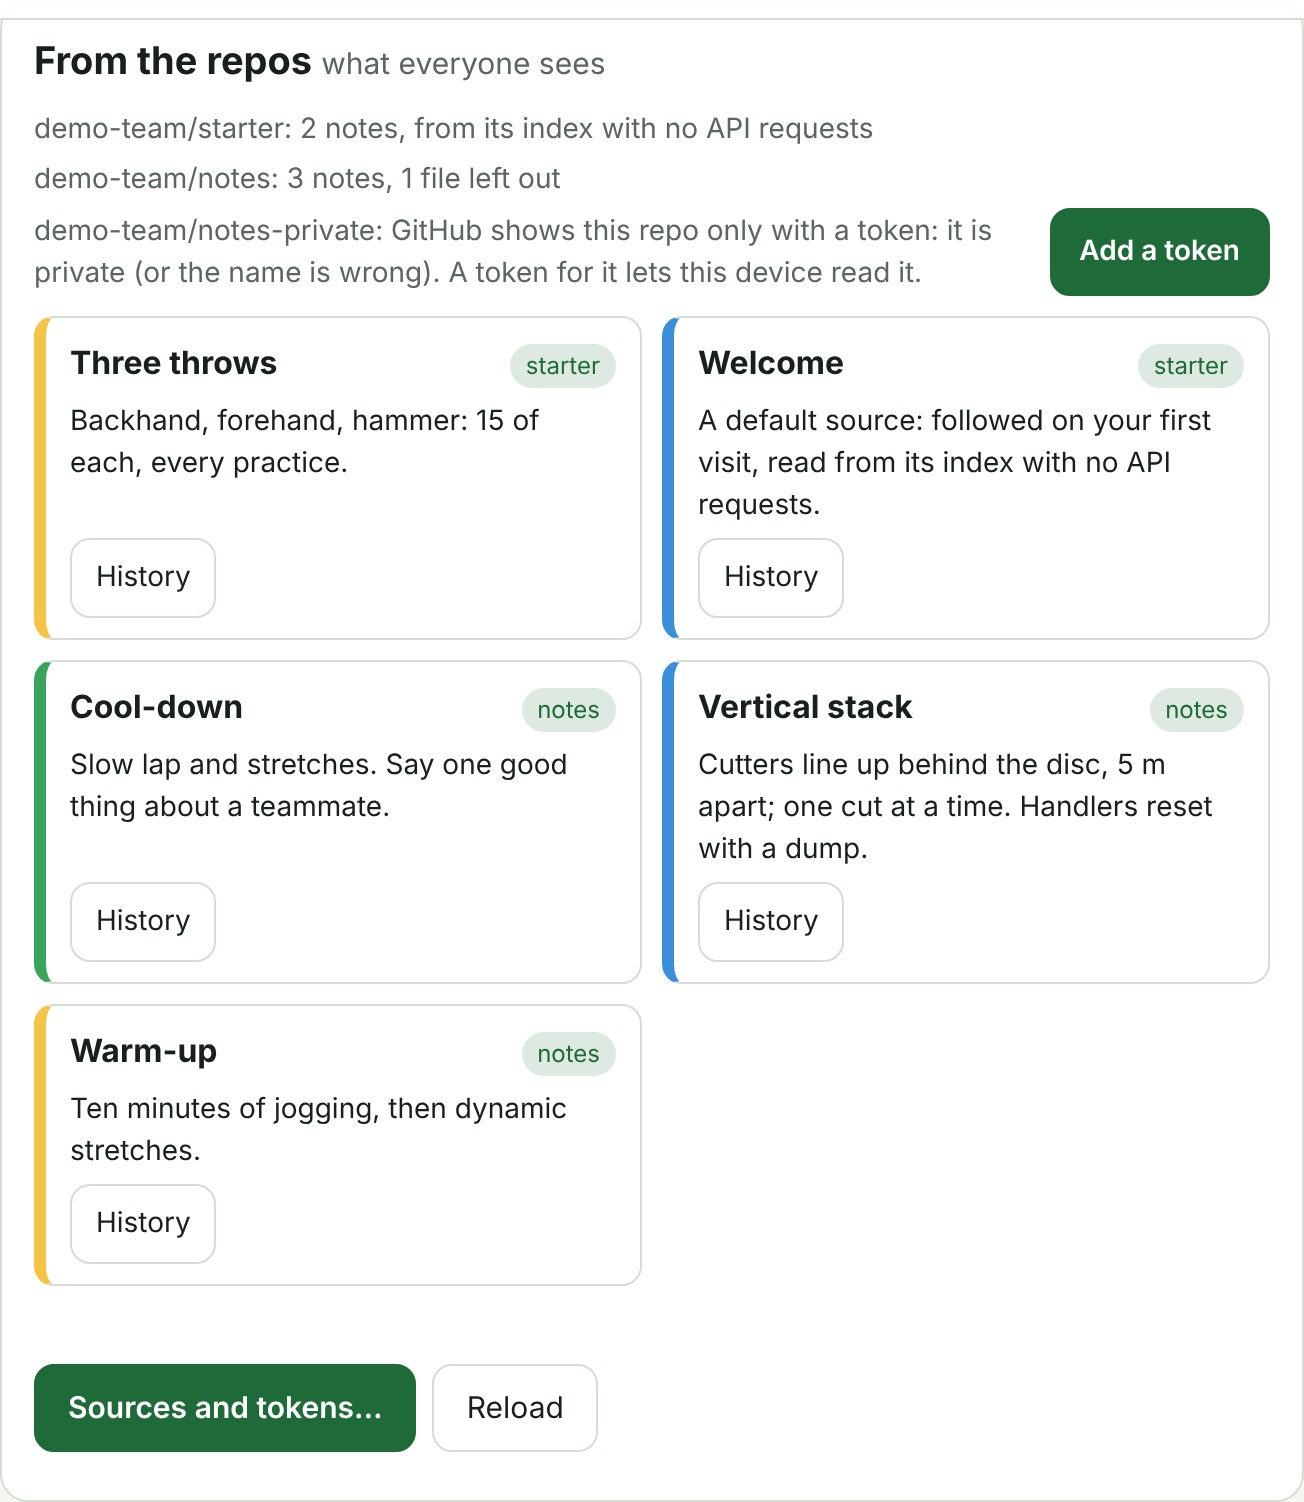 From the repos what everyone sees
demo-team/starter: 2 notes, from its index with no API requests
demo-team/notes: 3 notes, 1 file left out
demo-team/notes-private: GitHub shows this repo only with a token: it is
private (or the name is wrong). A token for it lets this device read it.
Add a token
Three throws
starter
Backhand, forehand, hammer: 15 of
each, every practice.
History
Welcome
starter
A default source: followed on your first
visit, read from its index with no API
requests.
History
Cool-down
notes
Slow lap and stretches. Say one good
thing about a teammate.
History
Vertical stack
notes
Cutters line up behind the disc, 5 m
apart; one cut at a time. Handlers reset
with a dump.
History
Warm-up
notes
Ten minutes of jogging, then dynamic
stretches.
History
Sources and tokens...
Reload